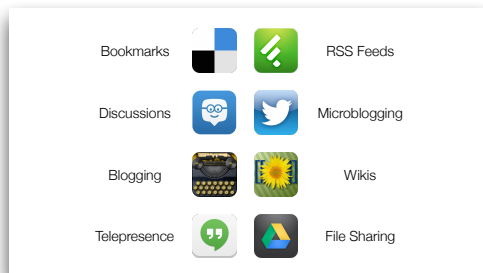 Bookmarks RSS Feeds
Discussions Microblogging
Blogging Wikis
Telepresence File Sharing